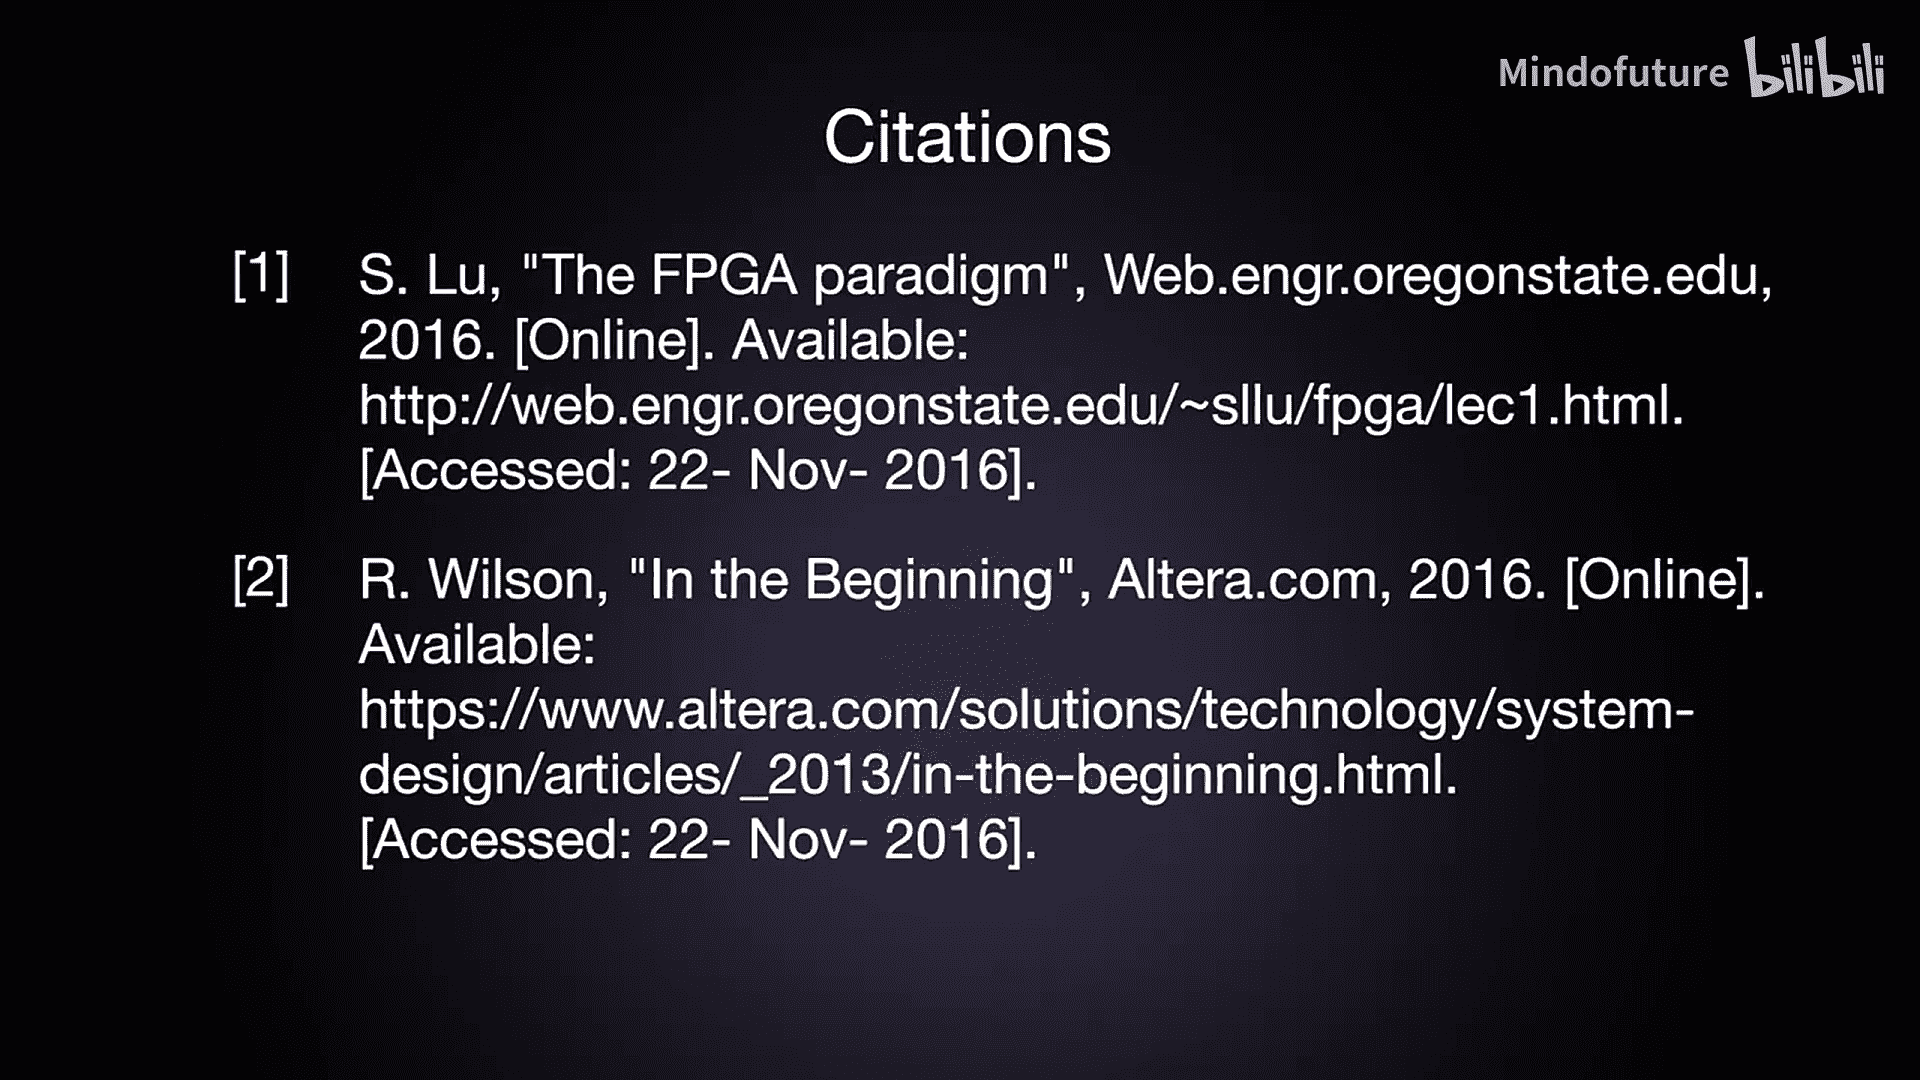 Mindofuture bilibili
Citations
[1] S. Lu, "The FPGA paradigm", Web.engr.oregonstate.edu,
2016. [Online]. Available:
http://web.engr.oregonstate.edu/~sllu/fpga/lec1.html.
[Accessed: 22- Nov- 2016].
[2] R. Wilson, "In the Beginning", Altera.com, 2016. [Online].
Available:
https://www.altera.com/solutions/technology/system-
design/articles/_2013/in-the-beginning.html.
[Accessed: 22- Nov- 2016].